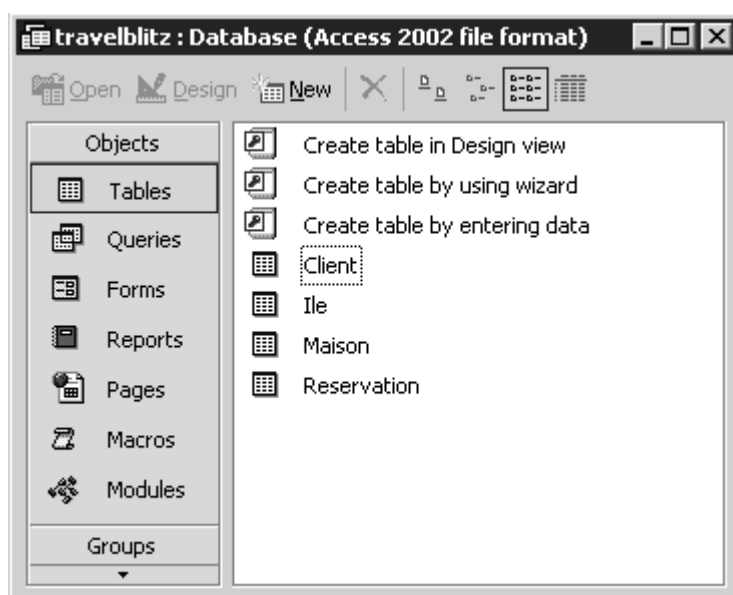 travelblitz : Database (Access 2002 file format)
Open Design New
Objects
Tables
Queries
Forms
Reports
Pages
Macros
Modules
Groups
Create table in Design view
Create table by using wizard
Create table by entering data
Client
Ile
Maison
Reservation